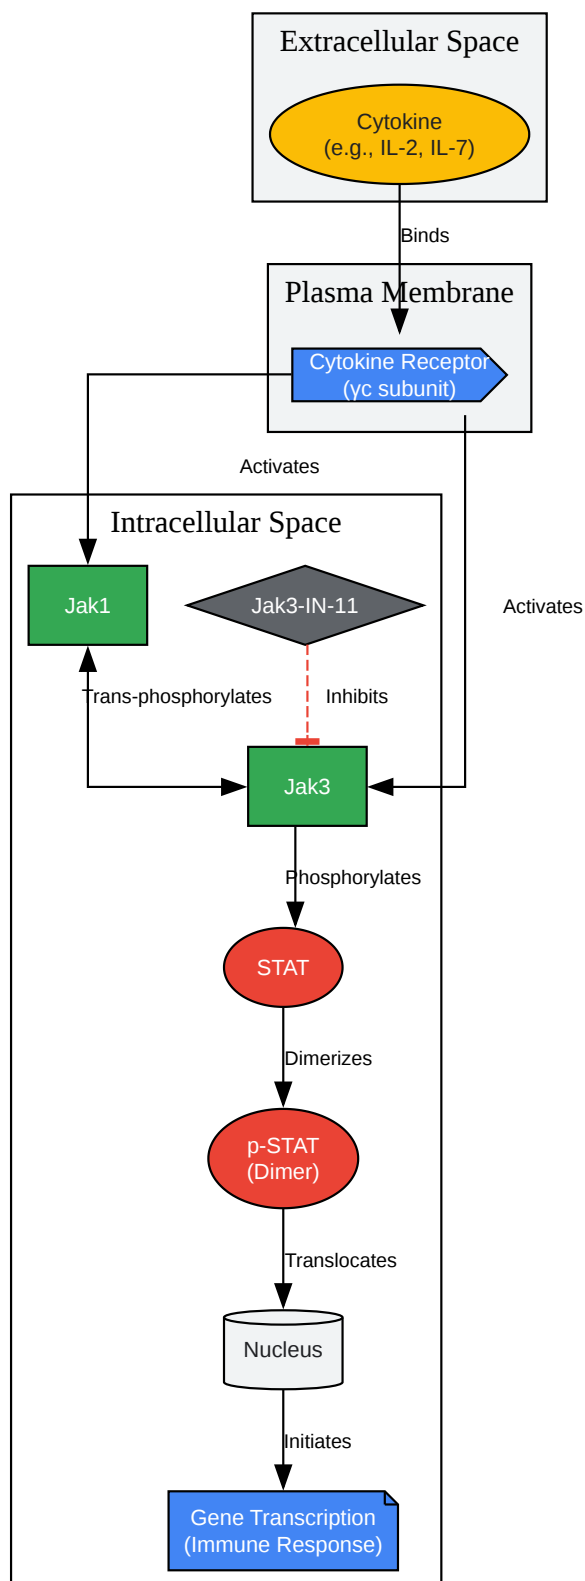 Extracellular Space
Cytokine
(e.g., IL-2, IL-7)
Binds
Plasma Membrane
Cytokine Receptor
(yc subunit)
Activates
Intracellular Space
Jak1
Jak3-IN-11
Activates
Trans-phosphorylates
Inhibits
Jak3
Phosphorylates
STAT
Dimerizes
p-STAT
(Dimer)
Translocates
Nucleus
Initiates
Gene Transcription
(Immune Response)